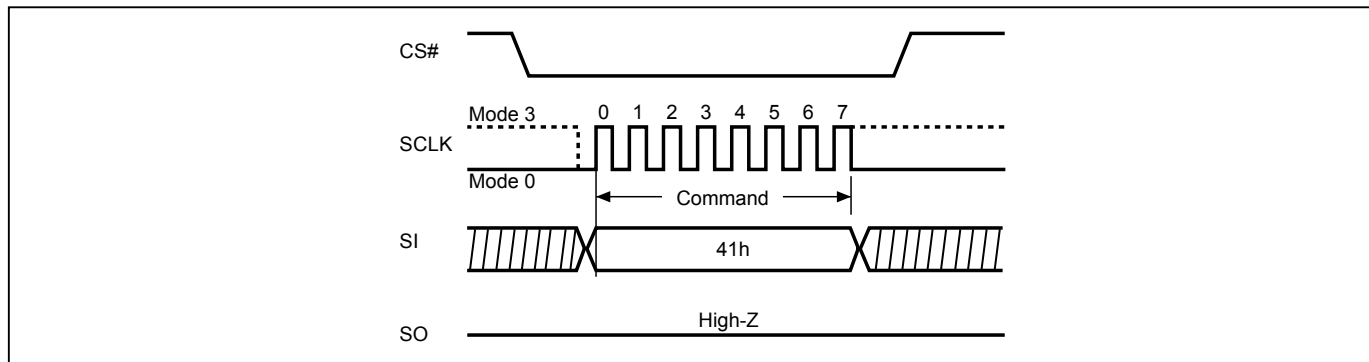 CS#
Mode 3
0 1 2 3 4 5 6 7
SCLK
Mode 0
Command
SI
41h
High-Z
SO